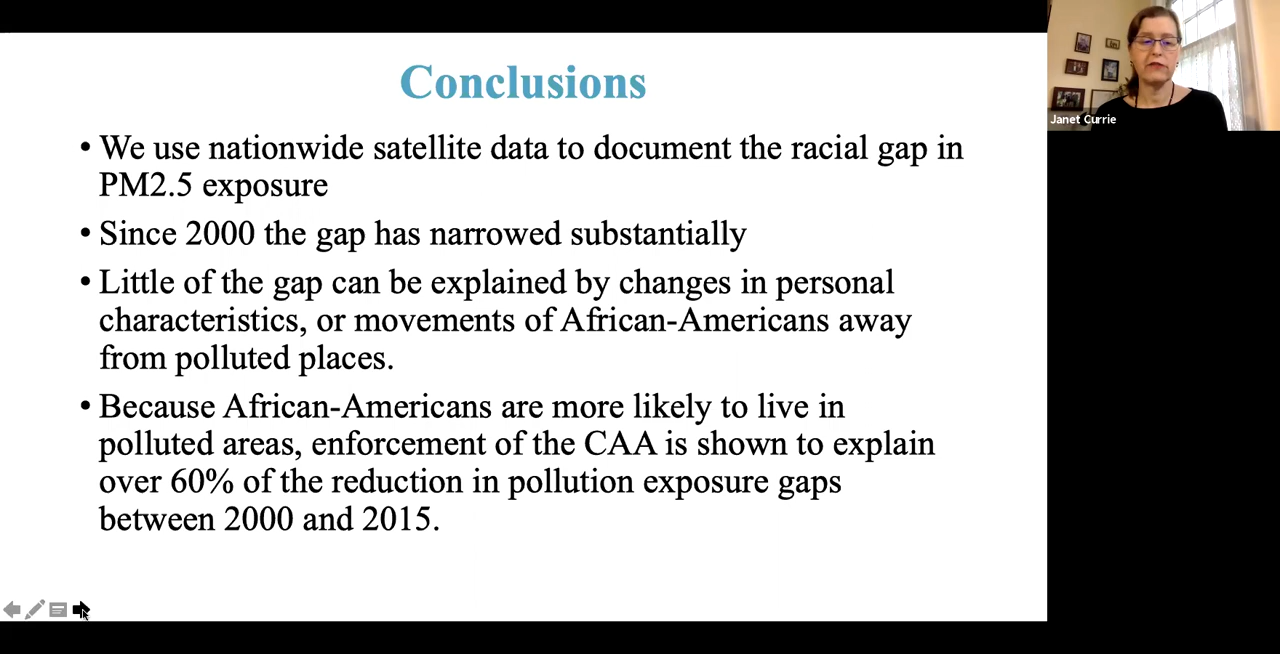 Conclusions
• We use nationwide satellite data to document the racial gap in
PM2.5 exposure
• Since 2000 the gap has narrowed substantially
• Little of the gap can be explained by changes in personal
characteristics, or movements of African-Americans away
from polluted places.
• Because African-Americans are more likely to live in
polluted areas, enforcement of the CAA is shown to explain
over 60% of the reduction in pollution exposure gaps
between 2000 and 2015.
Janet Currie